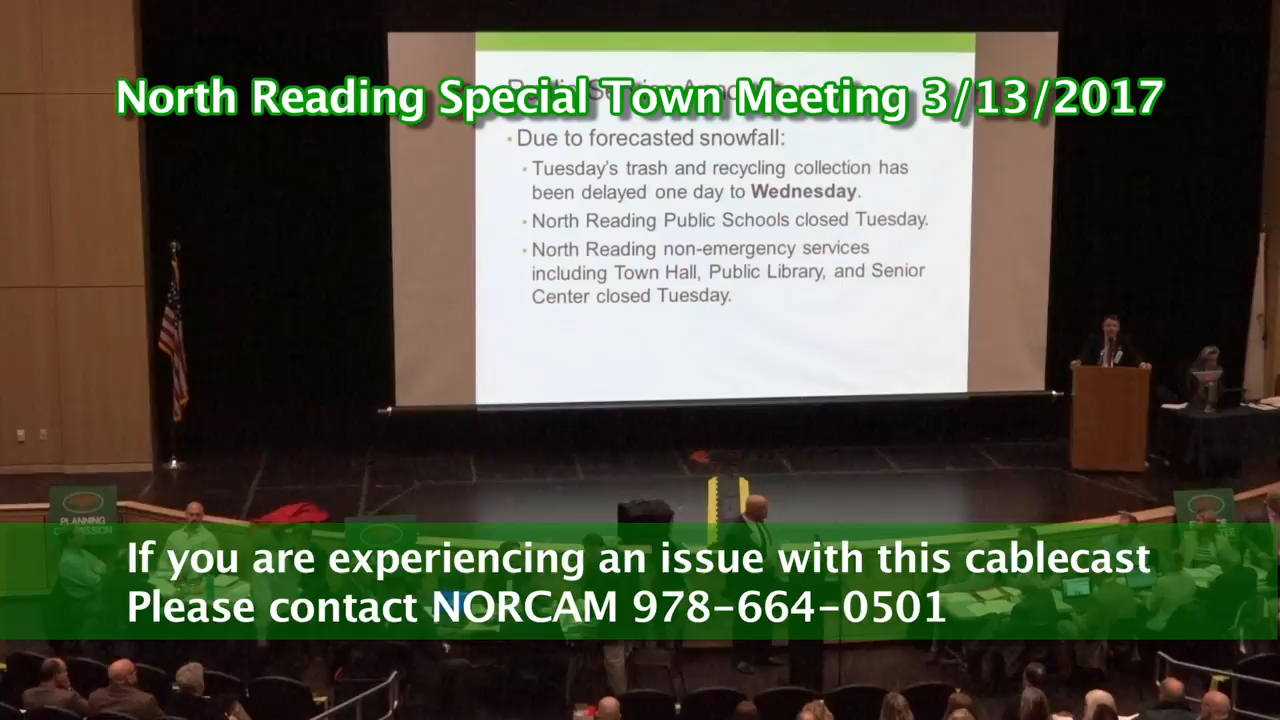 North Reading Special Town Meeting 3/13/2017
• Due to forecasted snowfall:
• Tuesday's trash and recycling collection has
been delayed one day to Wednesday.
• North Reading Public Schools closed Tuesday.
• North Reading non-emergency services
including Town Hall, Public Library, and Senior
Center closed Tuesday.
PLANNING
If you are experiencing an issue with this cablecast
Please contact NORCAM 978-664-0501